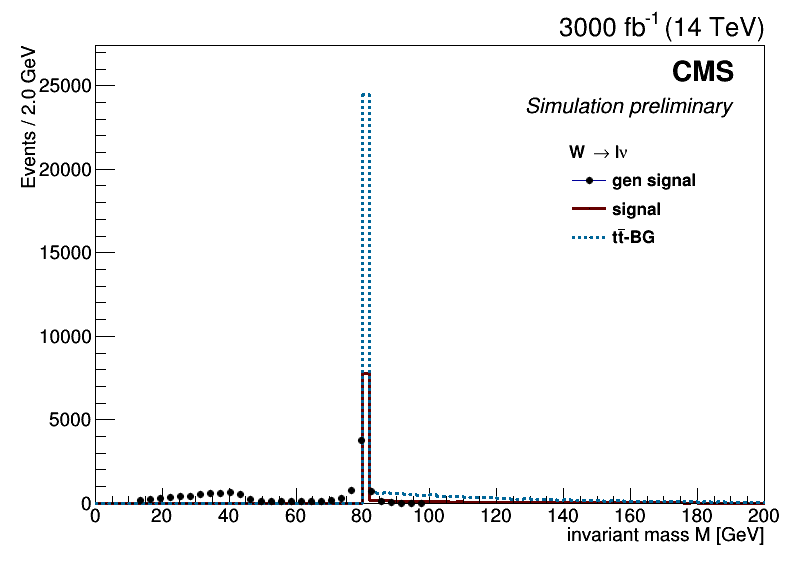 3000 fb⁻¹ (14 TeV)
Events / 2.0 GeV
CMS
Simulation preliminary
W → lν
gen signal
signal
tt̄-BG
25000
20000
15000
10000
5000
0
0 20 40 60 80 100 120 140 160 180 200
invariant mass M [GeV]